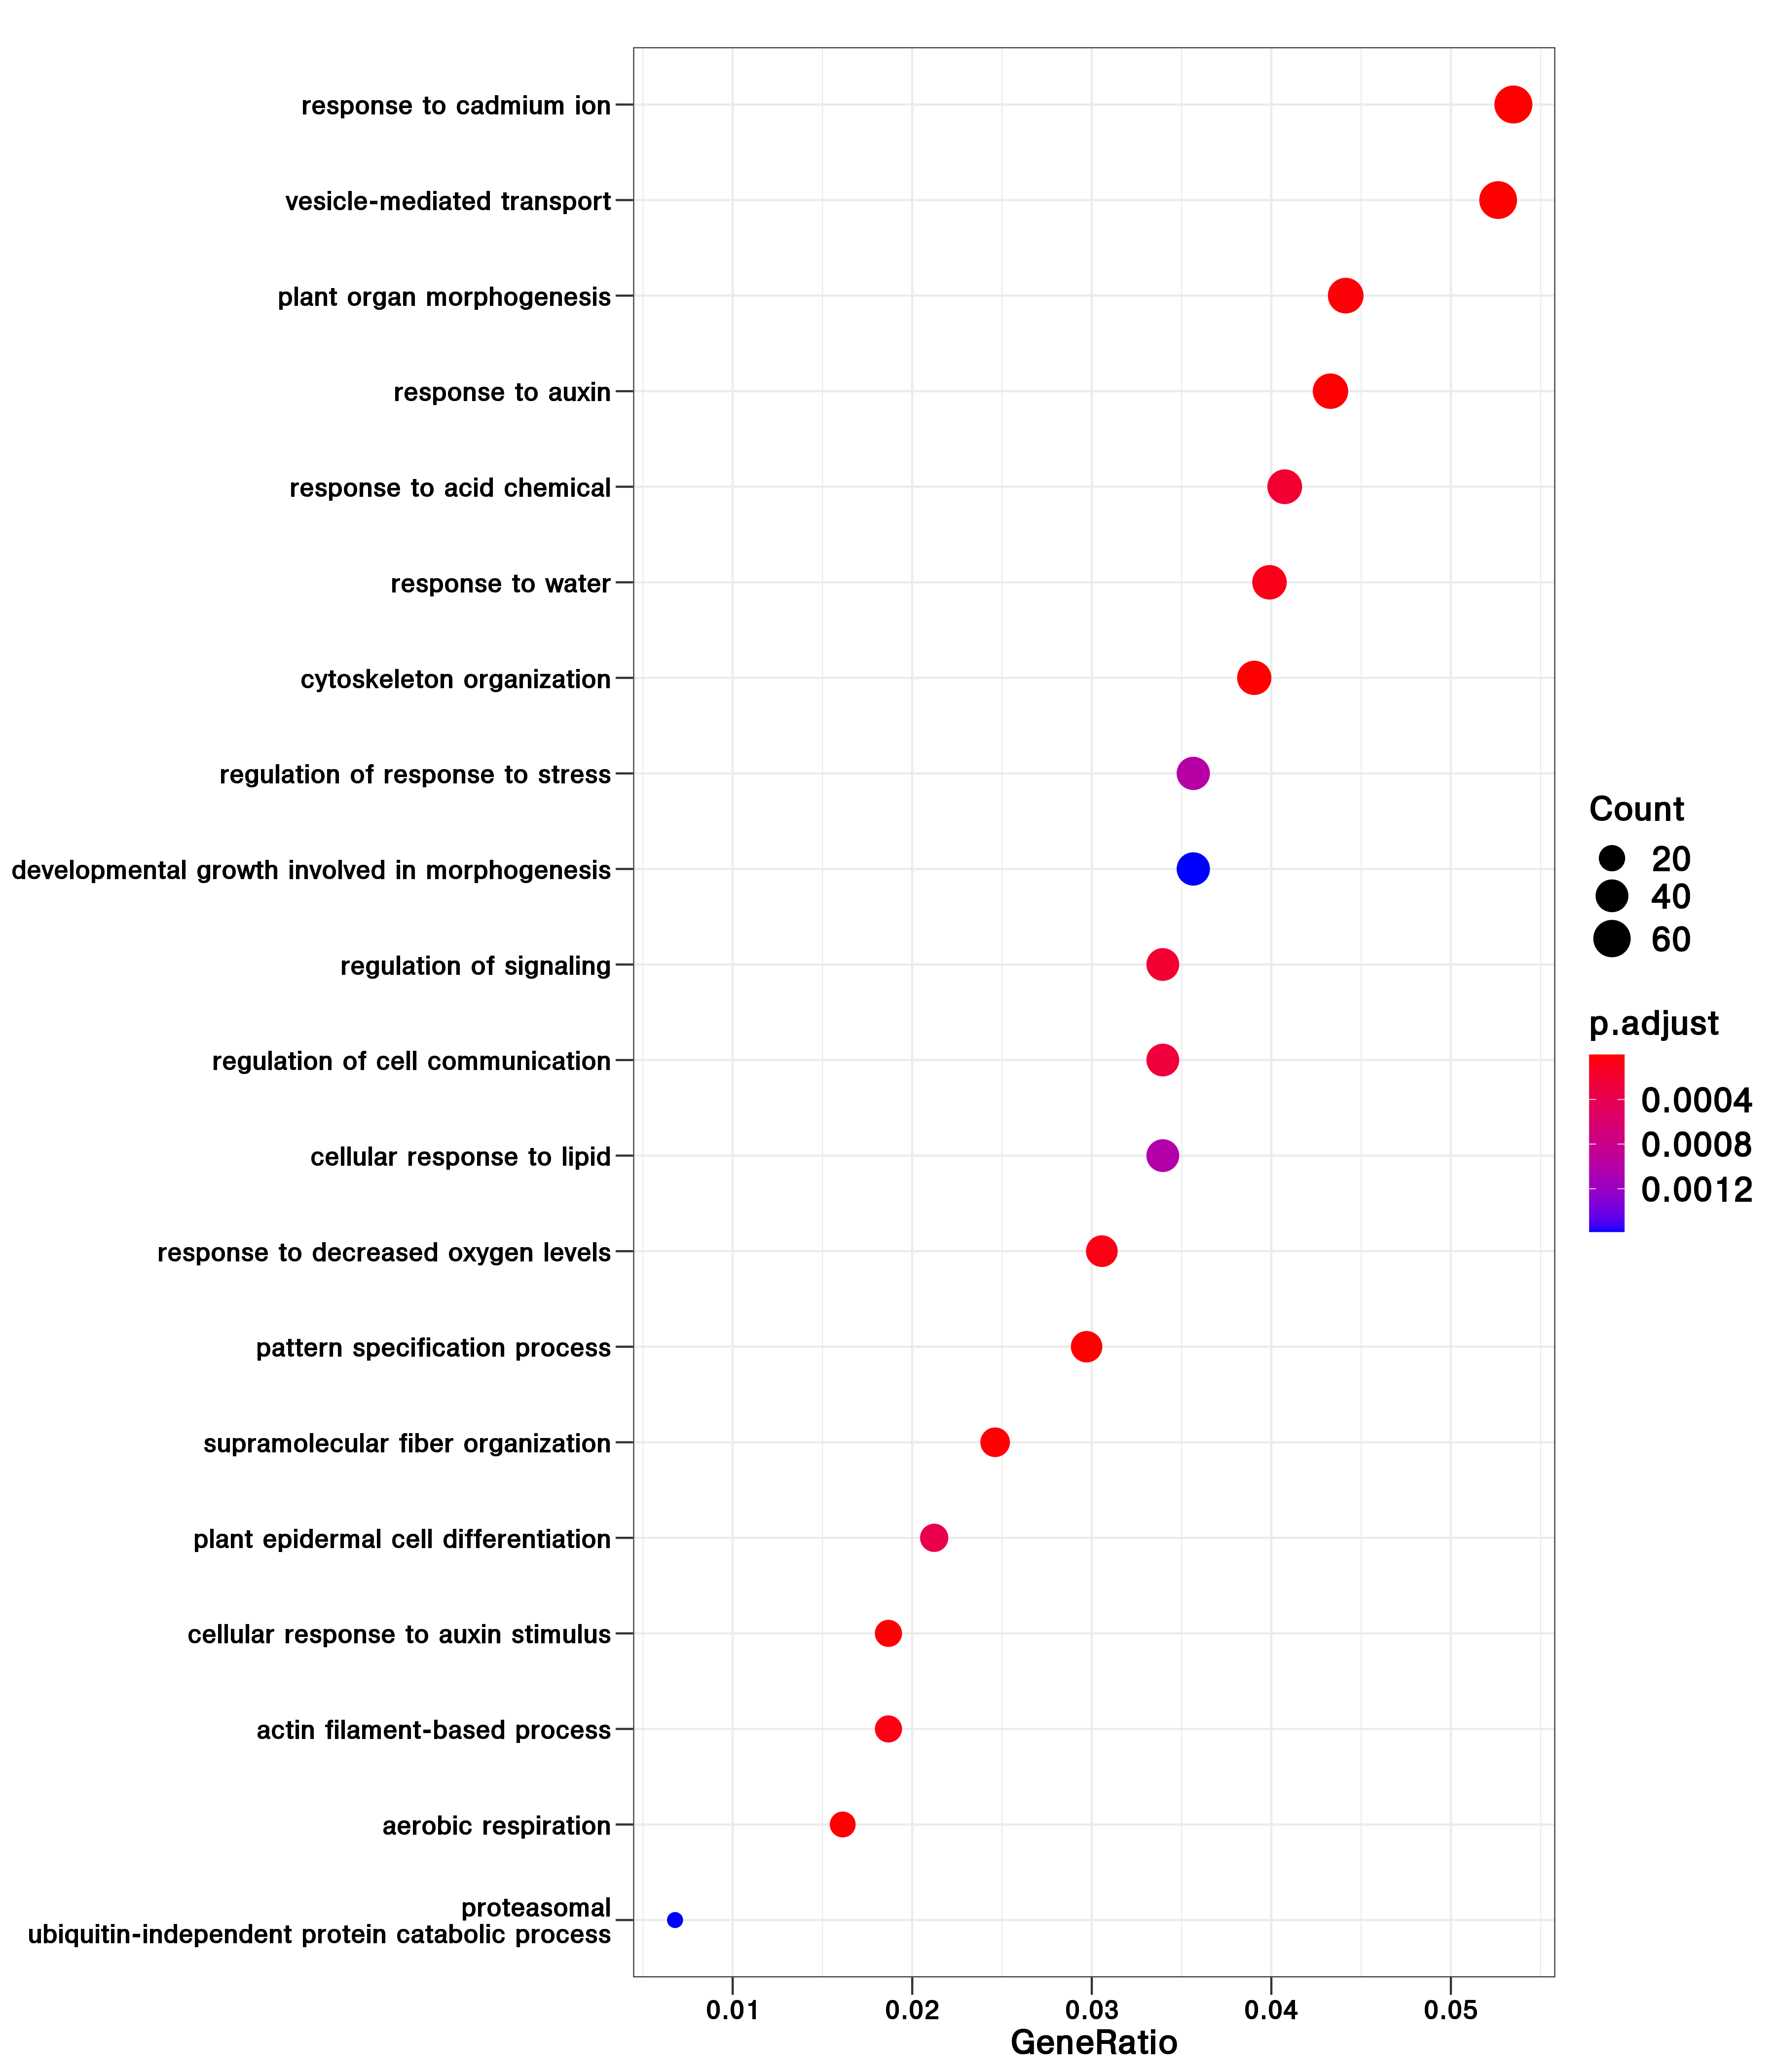 response to cadmium ion
vesicle-mediated transport
plant organ morphogenesis
response to auxin
response to acid chemical
response to water
cytoskeleton organization
regulation of response to stress
developmental growth involved in morphogenesis
regulation of signaling
regulation of cell communication
cellular response to lipid
response to decreased oxygen levels
pattern specification process
supramolecular fiber organization
plant epidermal cell differentiation
cellular response to auxin stimulus
actin filament-based process
aerobic respiration
proteasomal
ubiquitin-independent protein catabolic process
0.01 0.02 0.03 0.04 0.05
GeneRatio
Count
20
40
60
p.adjust
0.0004
0.0008
0.0012